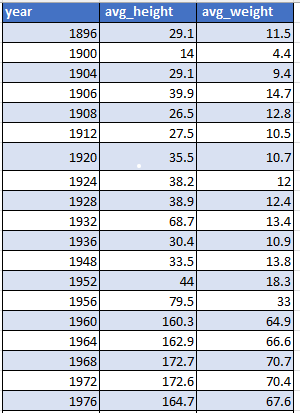 year avg_height avg_weight
1896 29.1 11.5
1900 14 4.4
1904 29.1 9.4
1906 39.9 14.7
1908 26.5 12.8
1912 27.5 10.5
1920 35.5 10.7
1924 38.2 12
1928 38.9 12.4
1932 68.7 13.4
1936 30.4 10.9
1948 33.5 13.8
1952 44 18.3
1956 79.5 33
1960 160.3 64.9
1964 162.9 66.6
1968 172.7 70.7
1972 172.6 70.4
1976 164.7 67.6